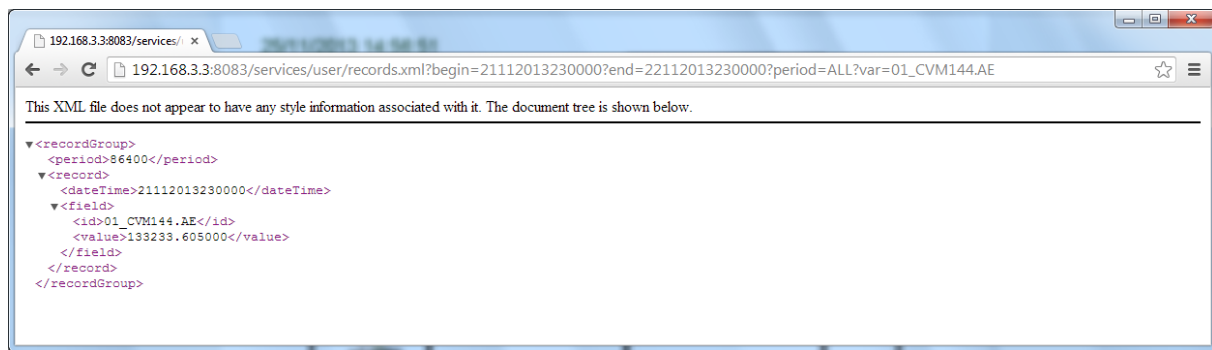 25/11/2013 14:58:51
192.168.3.3:8083/services/
192.168.3.3:8083/services/user/records.xml?begin=21112013230000?end=22112013230000?period=ALL?var=01_CVM144.AE
This XML file does not appear to have any style information associated with it. The document tree is shown below.
<recordGroup>
<period>86400</period>
<record>
<dateTime>21112013230000</dateTime>
<field>
<id>01_CVM144.AE</id>
<value>133233.605000</value>
</field>
</record>
</recordGroup>